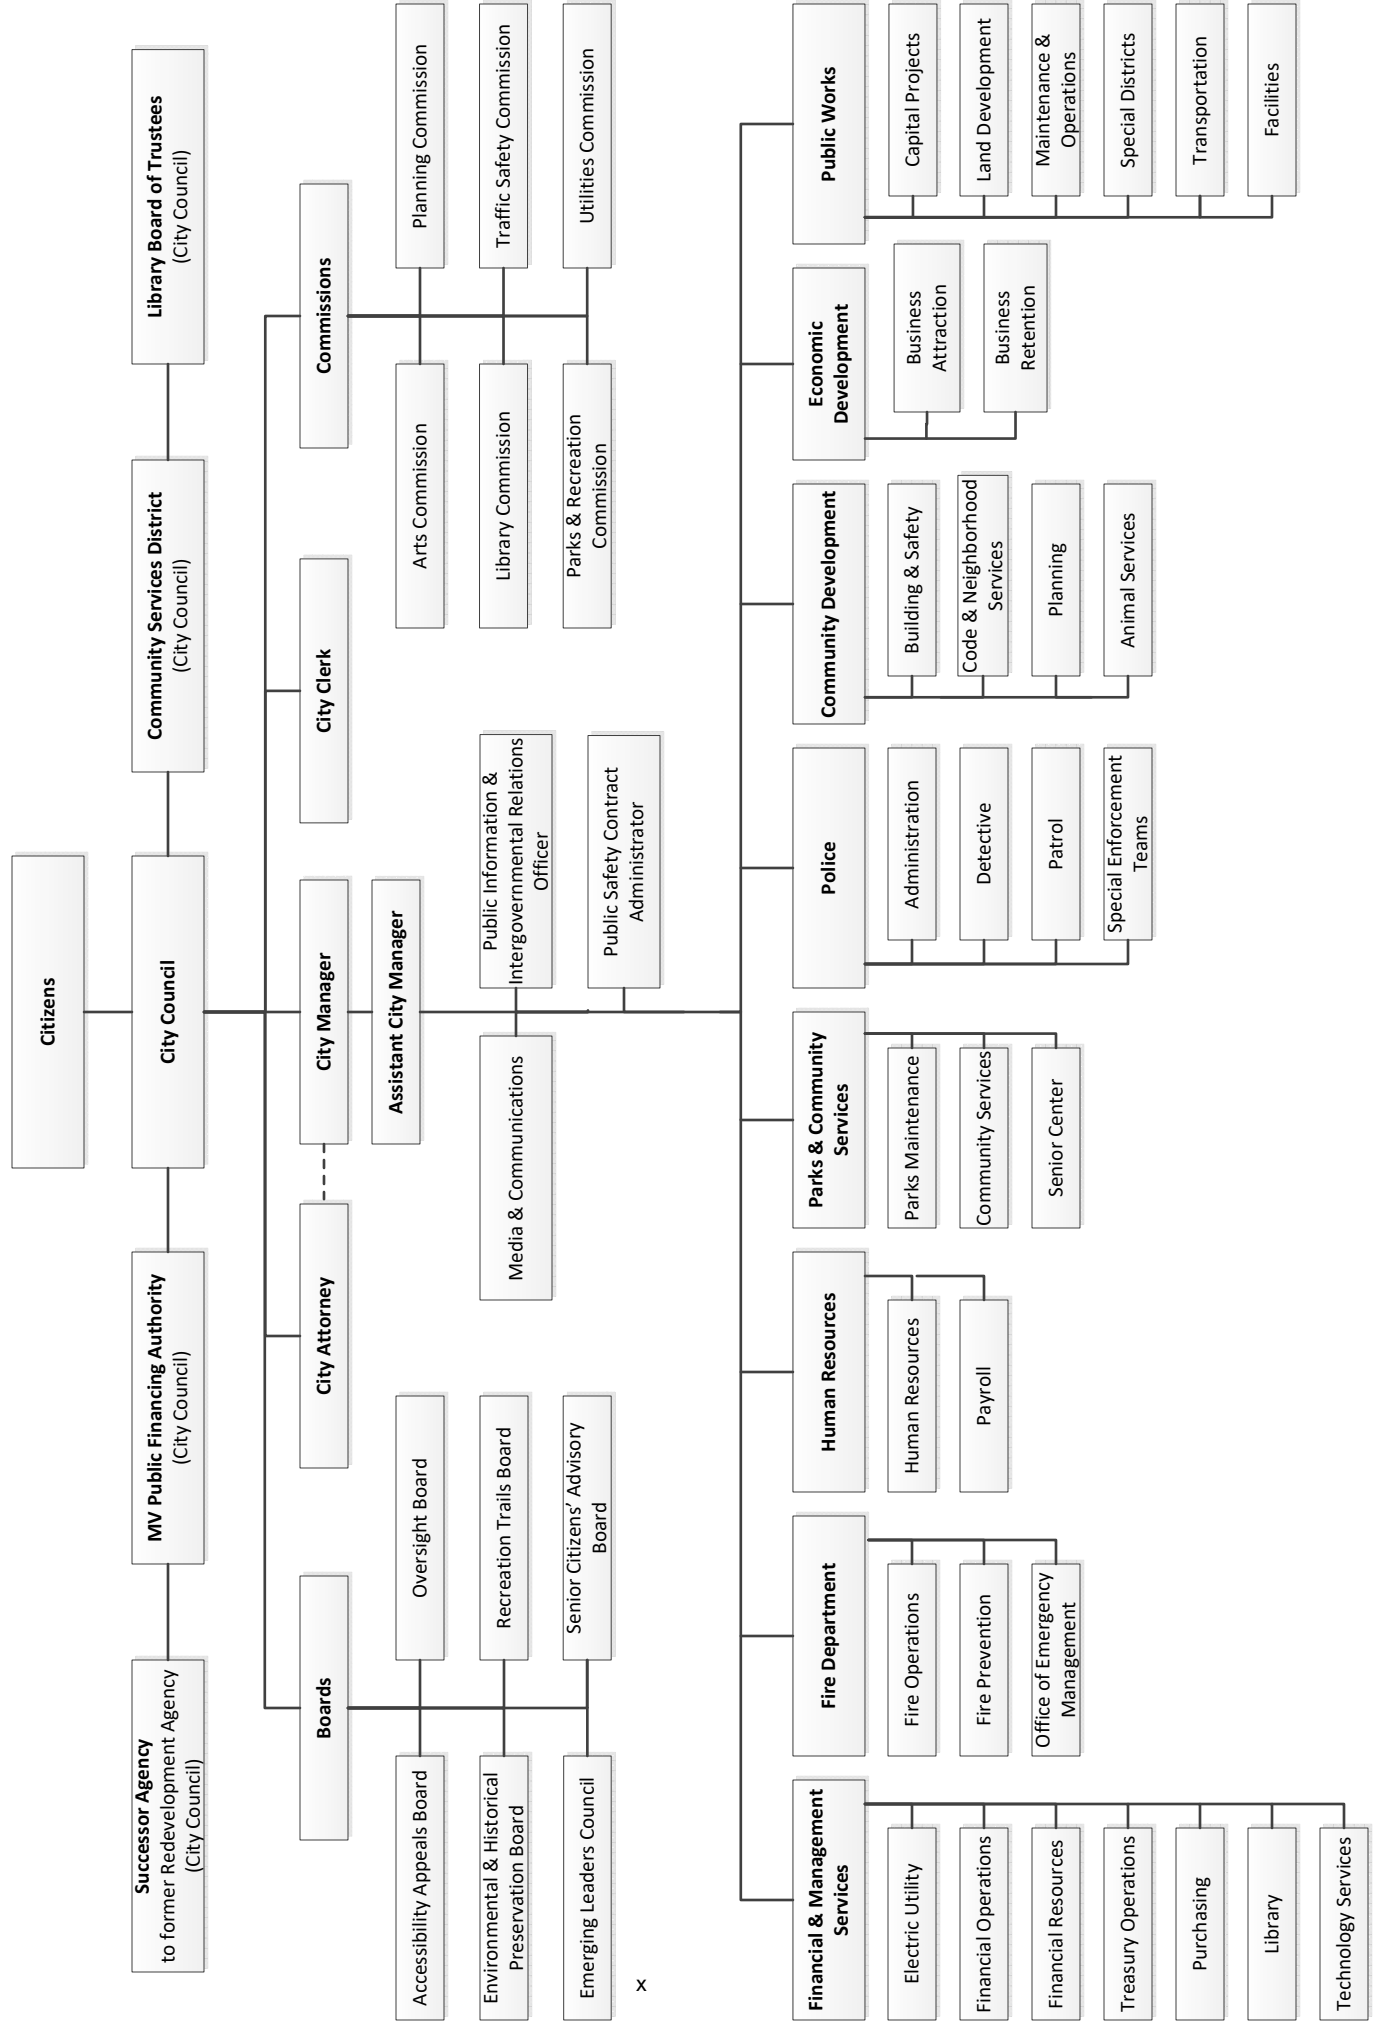 Citizens
Successor Agency
to former Redevelopment Agency
(City Council)
MV Public Financing Authority
(City Council)
City Council
Community Services District
(City Council)
Library Board of Trustees
(City Council)
Boards
City Attorney
City Manager
City Clerk
Commissions
Assistant City Manager
Accessibility Appeals Board
Oversight Board
Environmental & Historical
Preservation Board
Recreation Trails Board
Emerging Leaders Council
Senior Citizens’ Advisory
Board
Media & Communications
Public Information &
Intergovernmental Relations
Officer
Public Safety Contract
Administrator
Arts Commission
Planning Commission
Library Commission
Traffic Safety Commission
Parks & Recreation
Commission
Utilities Commission
x
Financial & Management
Services
Electric Utility
Financial Operations
Financial Resources
Treasury Operations
Purchasing
Library
Technology Services
Fire Department
Fire Operations
Fire Prevention
Office of Emergency
Management
Human Resources
Human Resources
Payroll
Parks & Community
Services
Parks Maintenance
Community Services
Senior Center
Police
Administration
Detective
Patrol
Special Enforcement
Teams
Community Development
Building & Safety
Code & Neighborhood
Services
Planning
Animal Services
Economic
Development
Business
Attraction
Business
Retention
Public Works
Capital Projects
Land Development
Maintenance &
Operations
Special Districts
Transportation
Facilities